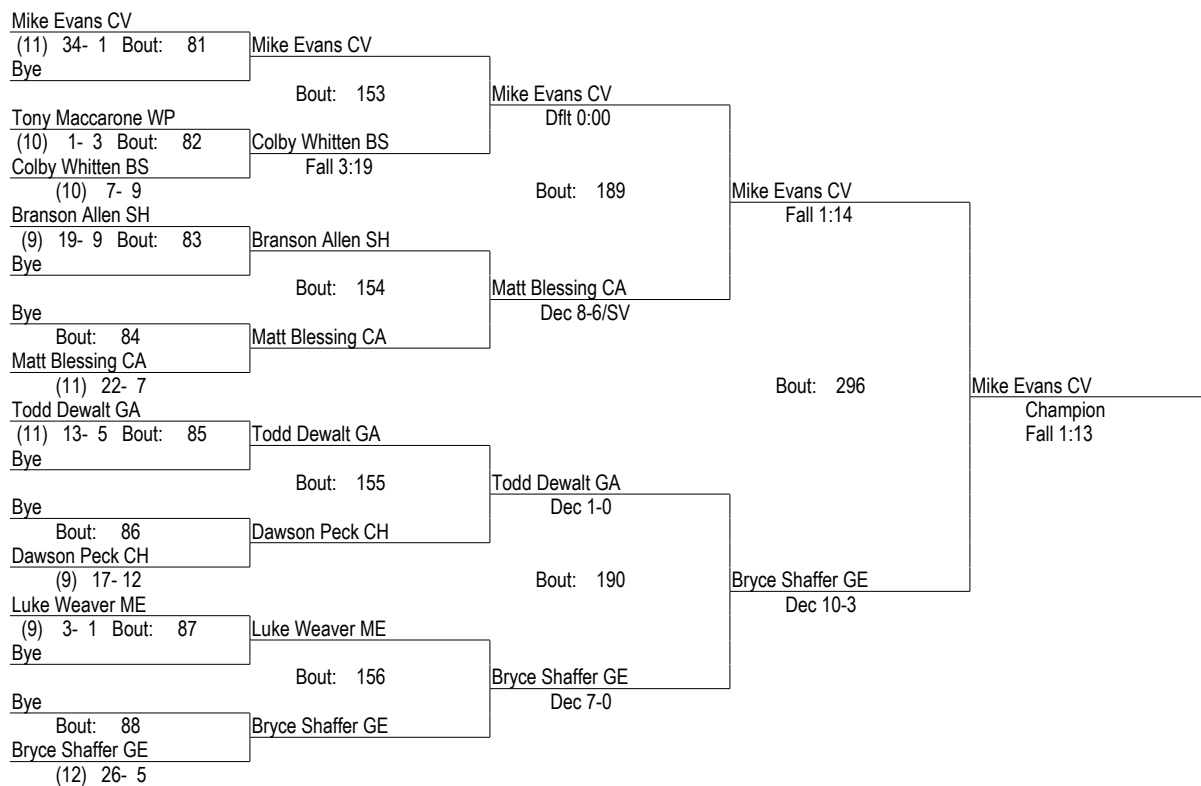 Mike Evans CV
(11) 34- 1 Bout: 81
Bye
Tony Maccarone WP
(10) 1- 3 Bout: 82
Colby Whitten BS
(10) 7- 9
Branson Allen SH
(9) 19- 9 Bout: 83
Bye
Bye
Bout: 84
Matt Blessing CA
(11) 22- 7
Todd Dewalt GA
(11) 13- 5 Bout: 85
Bye
Bye
Bout: 86
Dawson Peck CH
(9) 17- 12
Luke Weaver ME
(9) 3- 1 Bout: 87
Bye
Bye
Bout: 88
Bryce Shaffer GE
(12) 26- 5
Mike Evans CV
Bout: 153
Colby Whitten BS
Fall 3:19
Branson Allen SH
Bout: 154
Matt Blessing CA
Todd Dewalt GA
Bout: 155
Dawson Peck CH
Luke Weaver ME
Bout: 156
Bryce Shaffer GE
Mike Evans CV
Dflt 0:00
Bout: 189
Matt Blessing CA
Dec 8-6/SV
Todd Dewalt GA
Dec 1-0
Bout: 190
Bryce Shaffer GE
Dec 7-0
Mike Evans CV
Fall 1:14
Bout: 296
Bryce Shaffer GE
Dec 10-3
Mike Evans CV
Champion
Fall 1:13